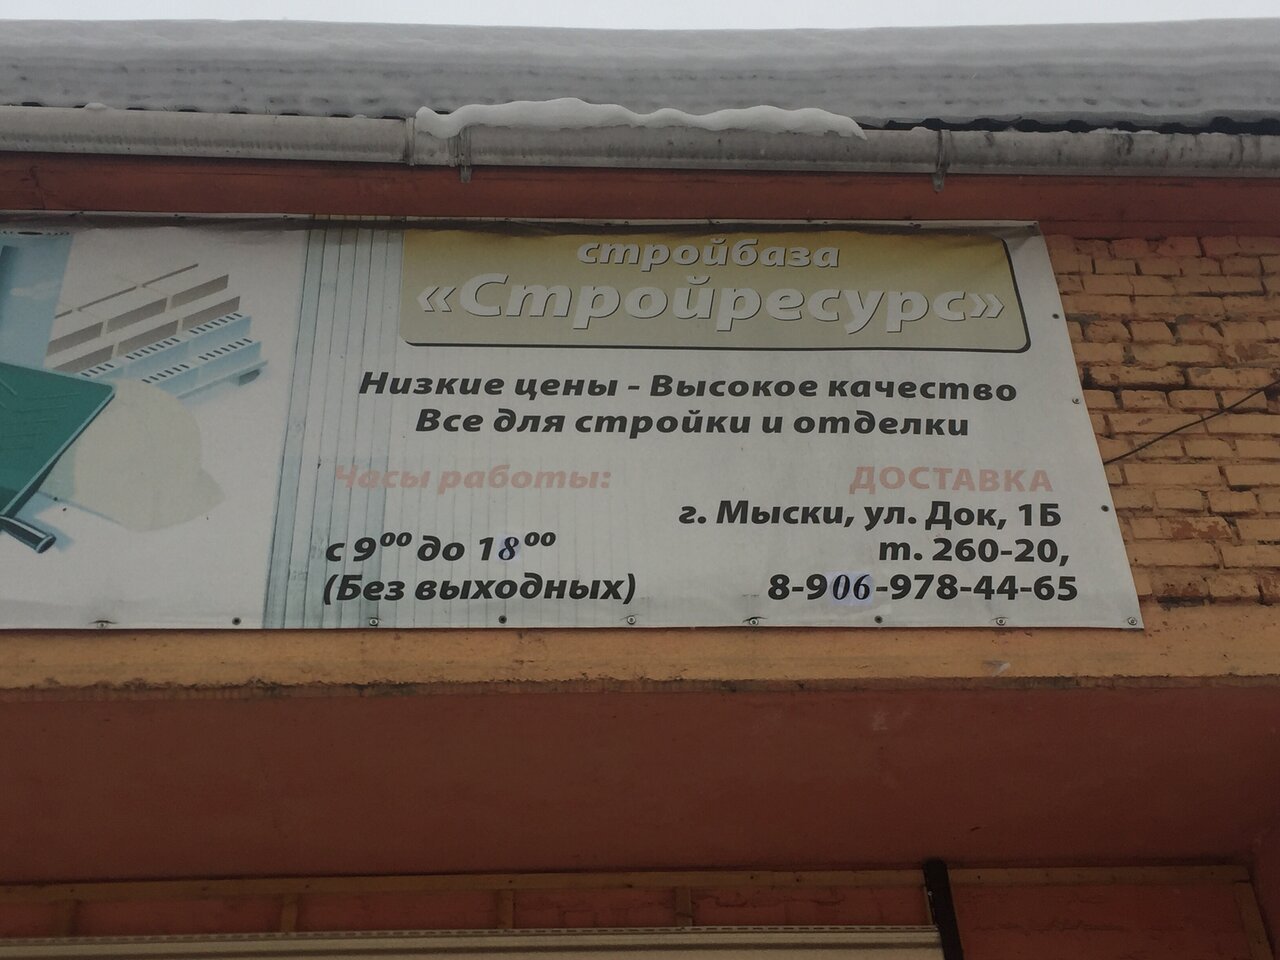 стройбаза
«Стройресурс»
Низкие цены - Высокое качество
Все для стройки и отделки
Часы работы:
с 9⁰⁰ до 18⁰⁰
(Без выходных)
ДОСТАВКА
г. Мыски, ул. Док, 1Б
т. 260-20,
8-906-978-44-65